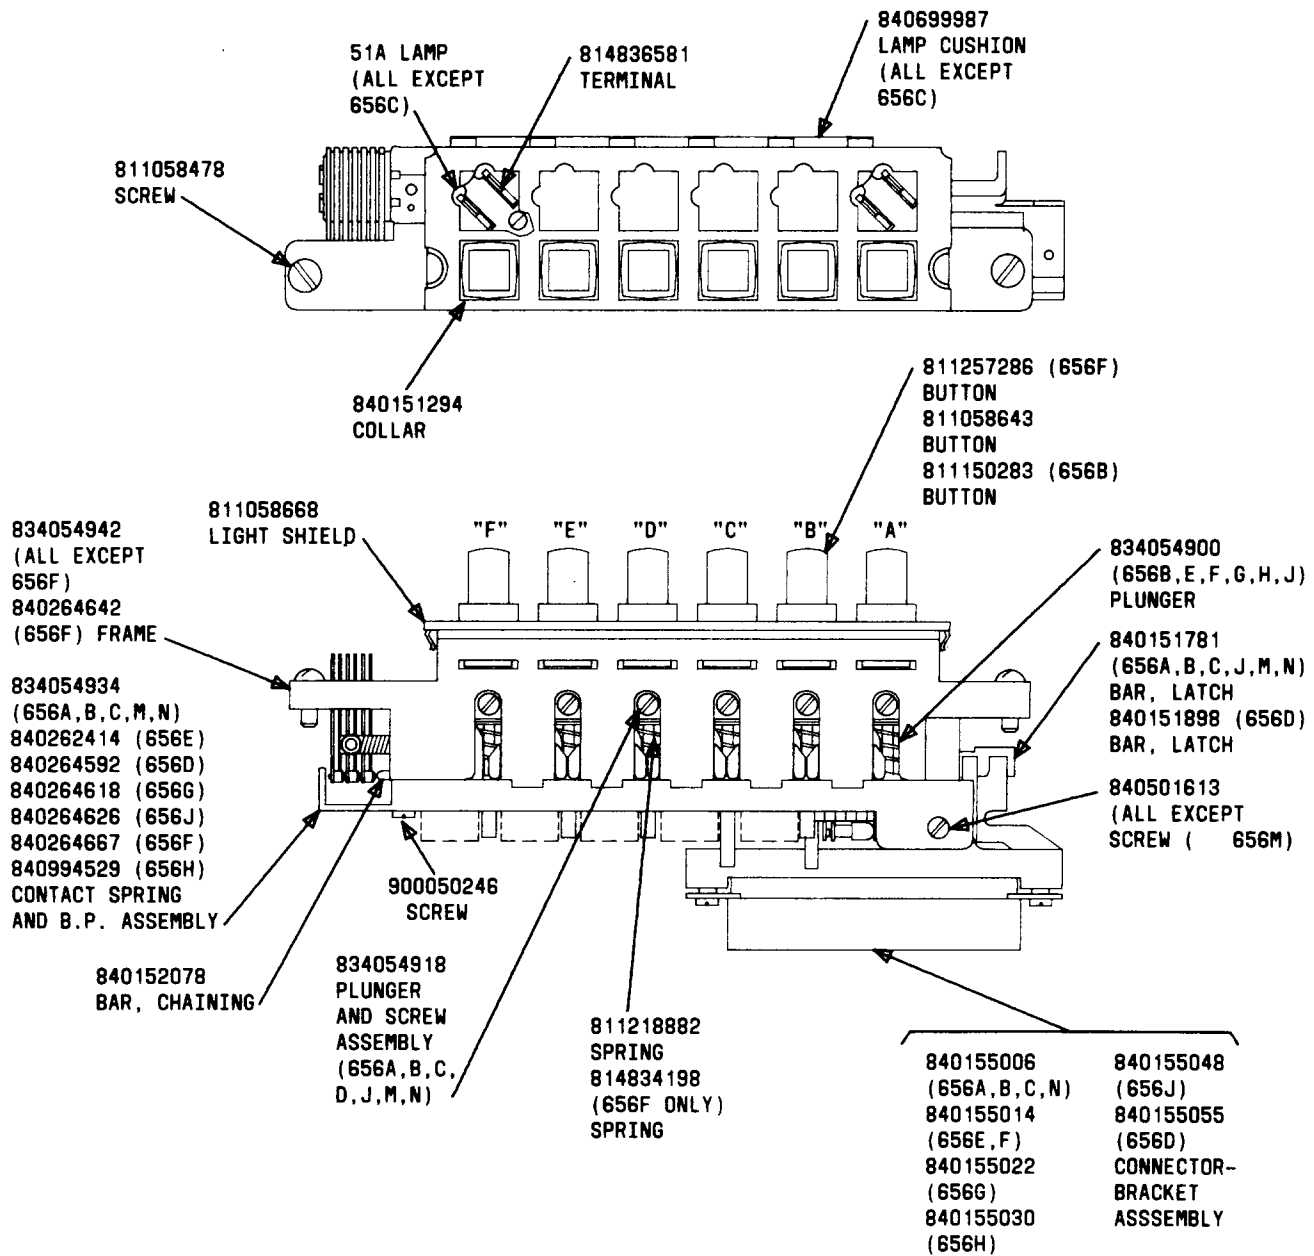 51A LAMP
(ALL EXCEPT
656C)
814836581
TERMINAL
840699987
LAMP CUSHION
(ALL EXCEPT
656C)
811058478
SCREW
840151294
COLLAR
811257286 (656F)
BUTTON
811058643
BUTTON
811150283 (656B)
BUTTON
811058668
LIGHT SHIELD
"F" "E" "D" "C" "B" "A"
834054942
(ALL EXCEPT
656F)
840264642
(656F) FRAME
834054900
(656B,E,F,G,H,J)
PLUNGER
840151781
(656A,B,C,J,M,N)
BAR, LATCH
840151898 (656D)
BAR, LATCH
834054934
(656A,B,C,M,N)
840262414 (656E)
840264592 (656D)
840264618 (656G)
840264626 (656J)
840264667 (656F)
840994529 (656H)
CONTACT SPRING
AND B.P. ASSEMBLY
840501613
(ALL EXCEPT
SCREW ( 656M)
900050246
SCREW
840152078
BAR, CHAINING
834054918
PLUNGER
AND SCREW
ASSEMBLY
(656A,B,C,
D,J,M,N)
811218882
SPRING
814834198
(656F ONLY)
SPRING
840155006
(656A,B,C,N)
840155014
(656E,F)
840155022
(656G)
840155030
(656H)
840155048
(656J)
840155055
(656D)
CONNECTOR-
BRACKET
ASSSEMBLY